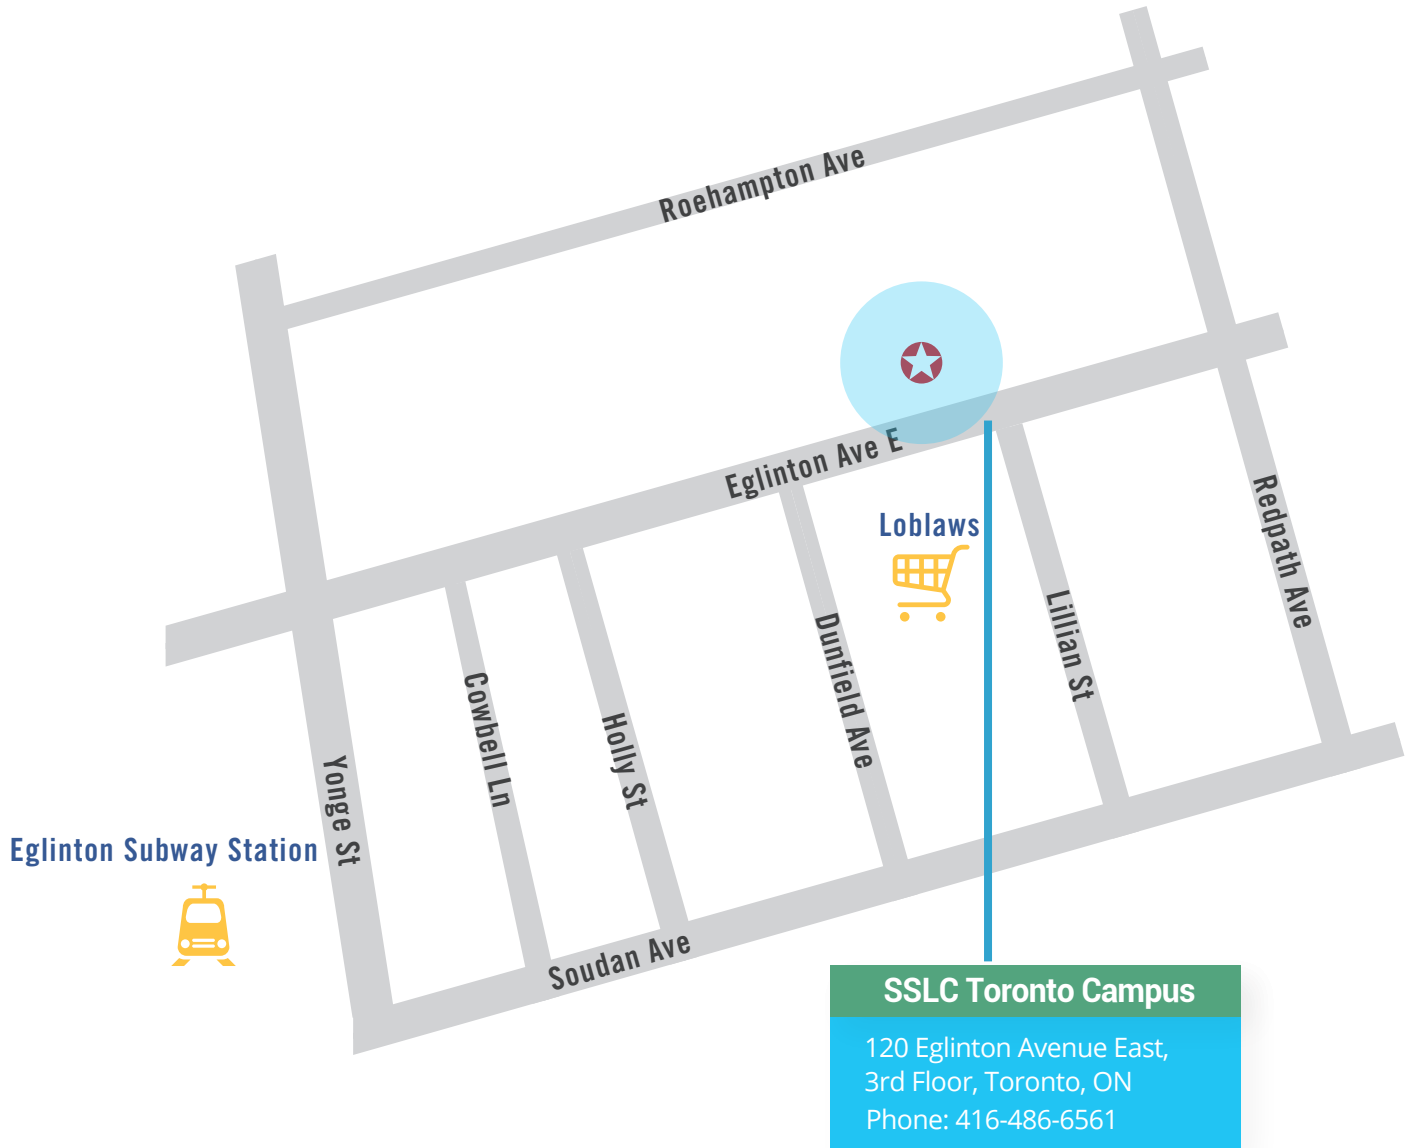 Roehampton Ave
Eglinton Ave E
Loblaws
Redpath Ave
Lillian St
Dunfield Ave
Cowbell Ln
Holly St
Yonge St
Eglinton Subway Station
Soudan Ave
SSLC Toronto Campus
120 Eglinton Avenue East,
3rd Floor, Toronto, ON
Phone: 416-486-6561